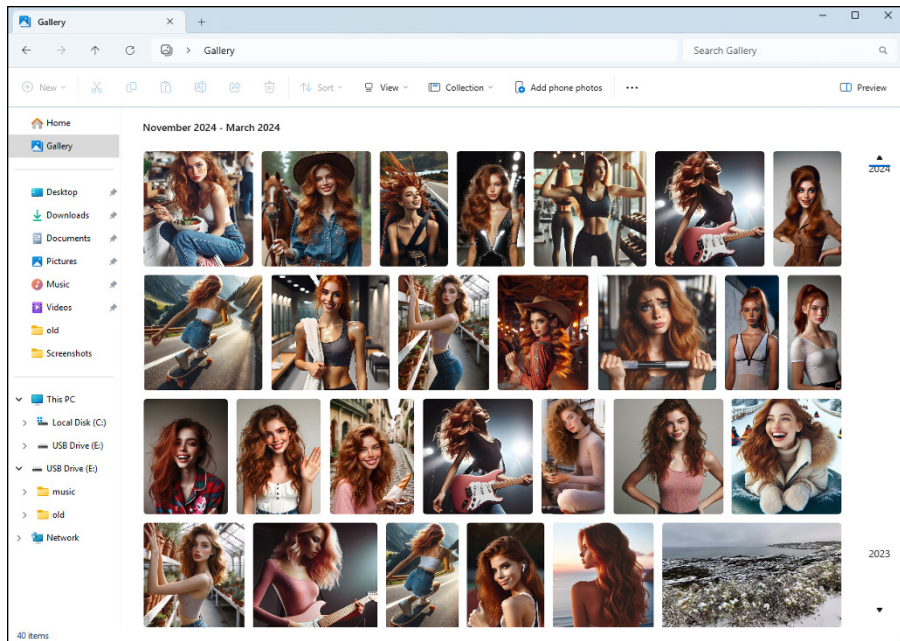 Gallery
Gallery
Search Gallery
New
Sort
View
Collection
Add phone photos
Preview
Home
Gallery
Desktop
Downloads
Documents
Pictures
Music
Videos
old
Screenshots
This PC
Local Disk (C:)
USB Drive (E:)
USB Drive (E:)
music
old
Network
November 2024 - March 2024
2024
2023
40 items